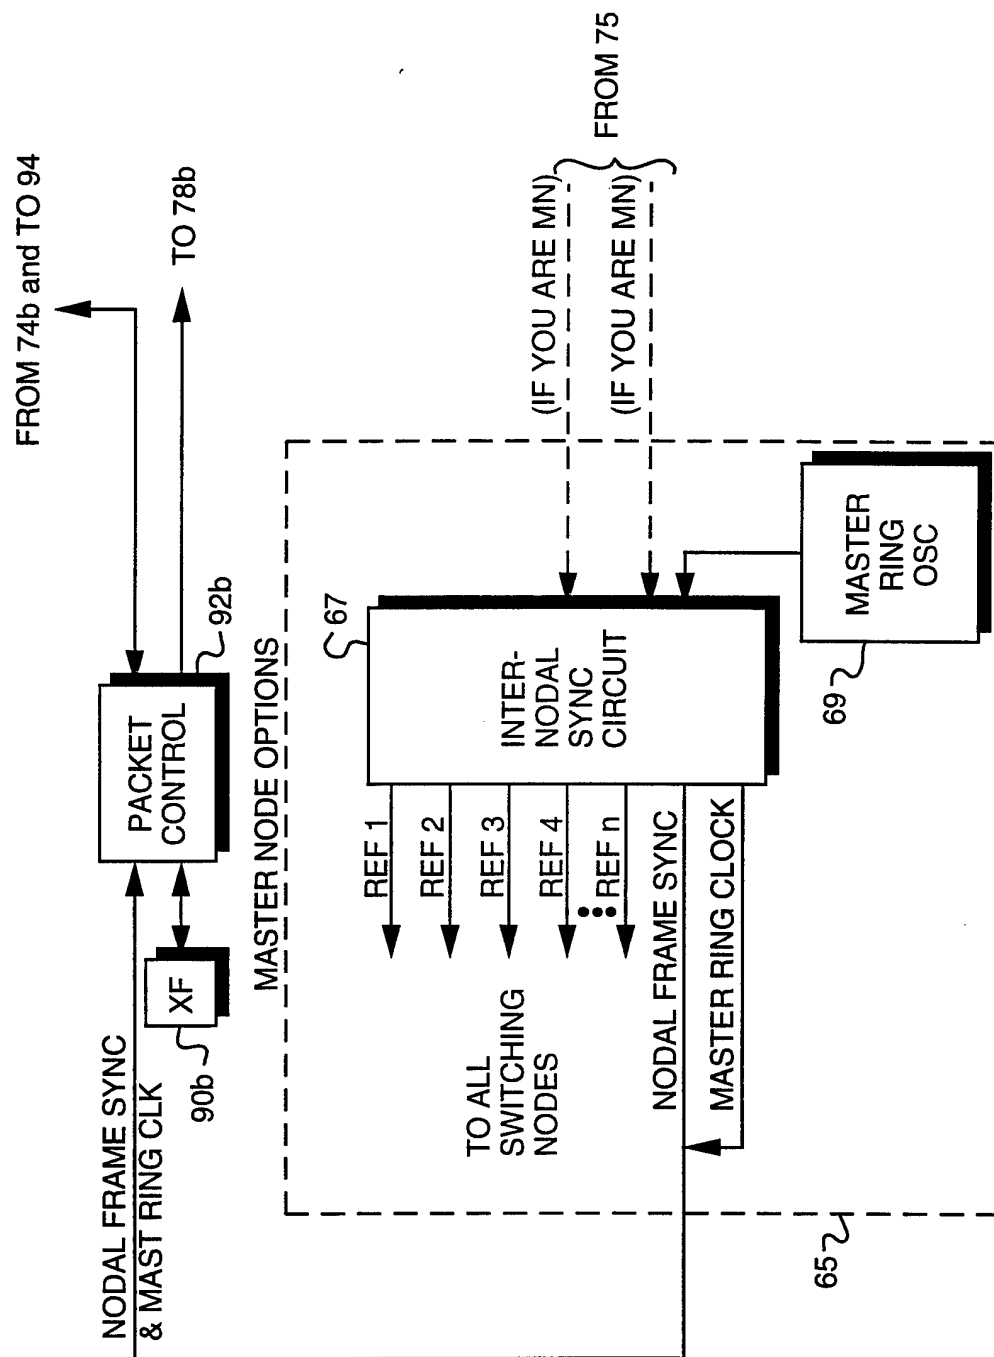 FROM 74b and TO 94
TO 78b
92b
PACKET
CONTROL
XF
90b
NODAL FRAME SYNC
& MAST RING CLK
MASTER NODE OPTIONS
67
INTER-
NODAL
SYNC
CIRCUIT
(IF YOU ARE MN)
(IF YOU ARE MN)
FROM 75
MASTER
RING
OSC
69
REF 1
REF 2
REF 3
REF 4
REF n
NODAL FRAME SYNC
MASTER RING CLOCK
TO ALL
SWITCHING
NODES
65